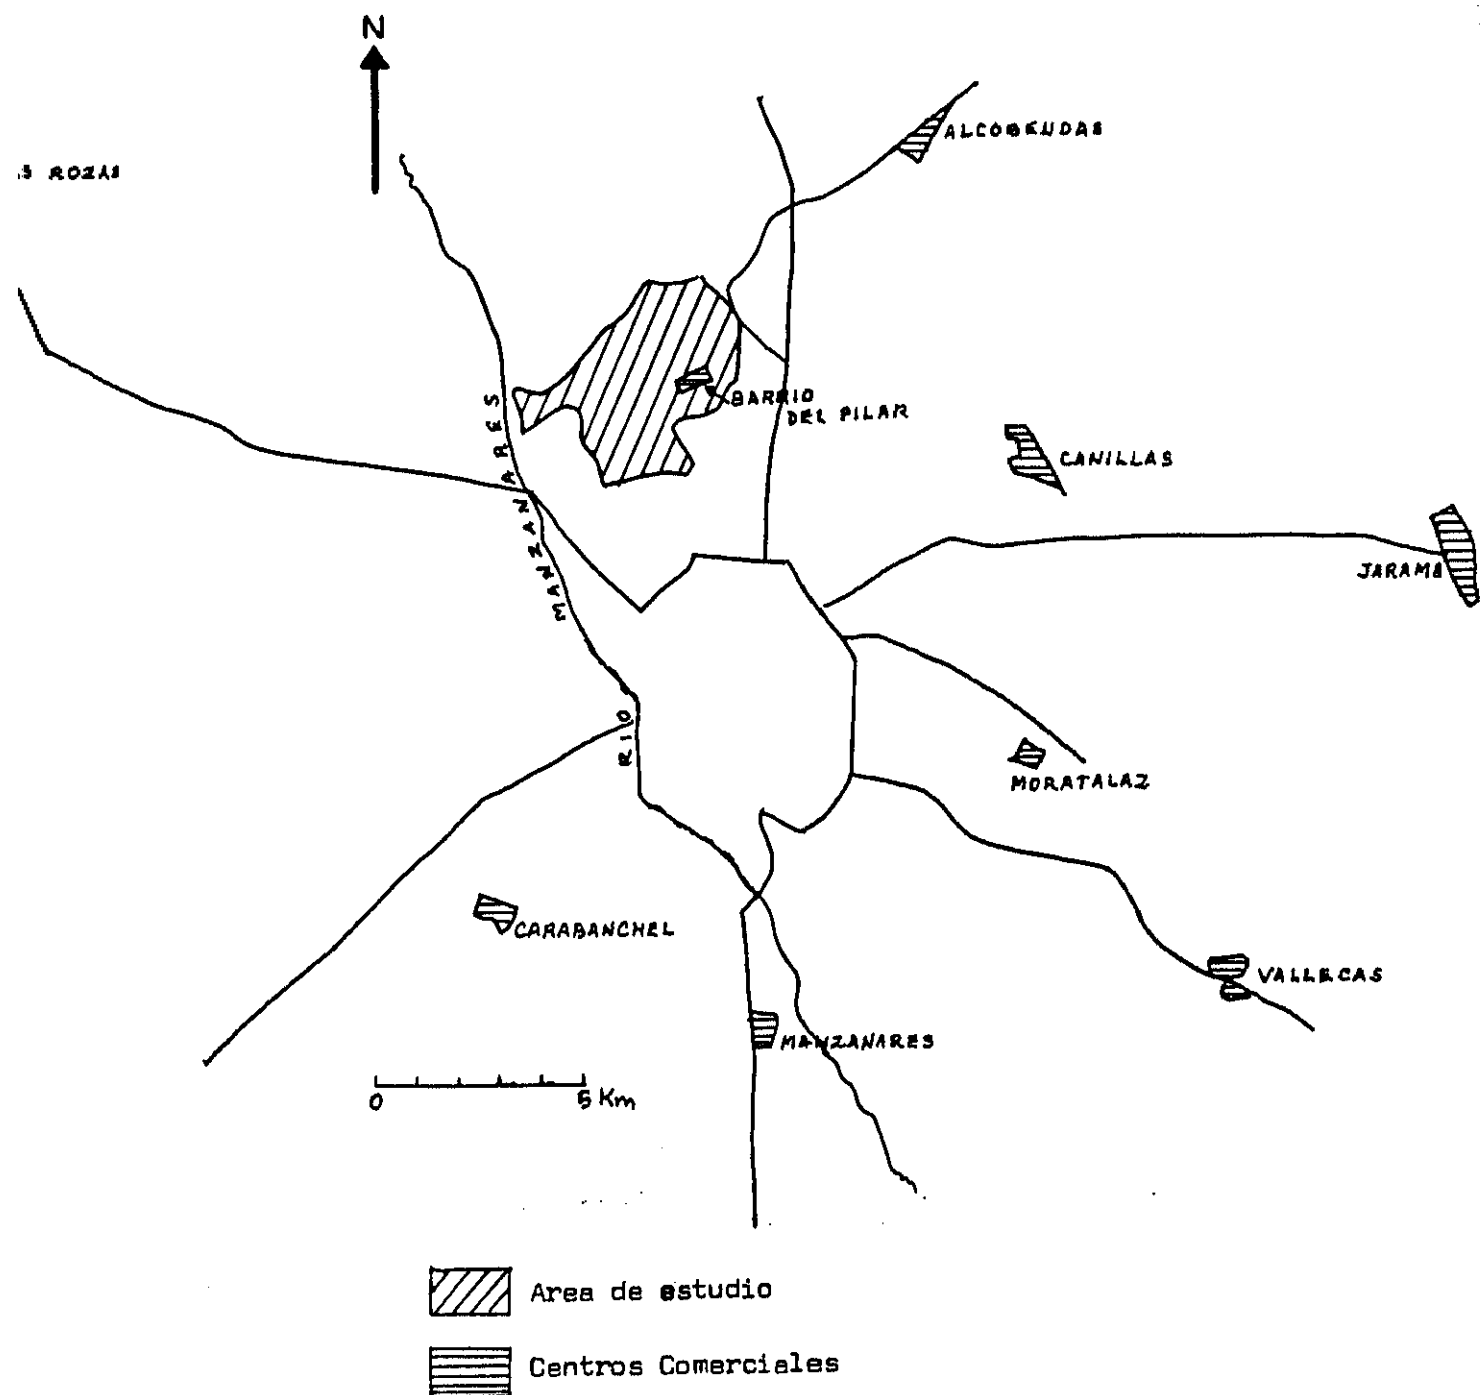 N
ALCOBENDAS
S ROZAS
BARRIO
DEL PILAR
CANILLAS
JARAMA
RIO MANZANARES
MORATALAZ
CARABANCHEL
VALLECAS
MANZANARES
0 5 Km
Area de estudio
Centros Comerciales